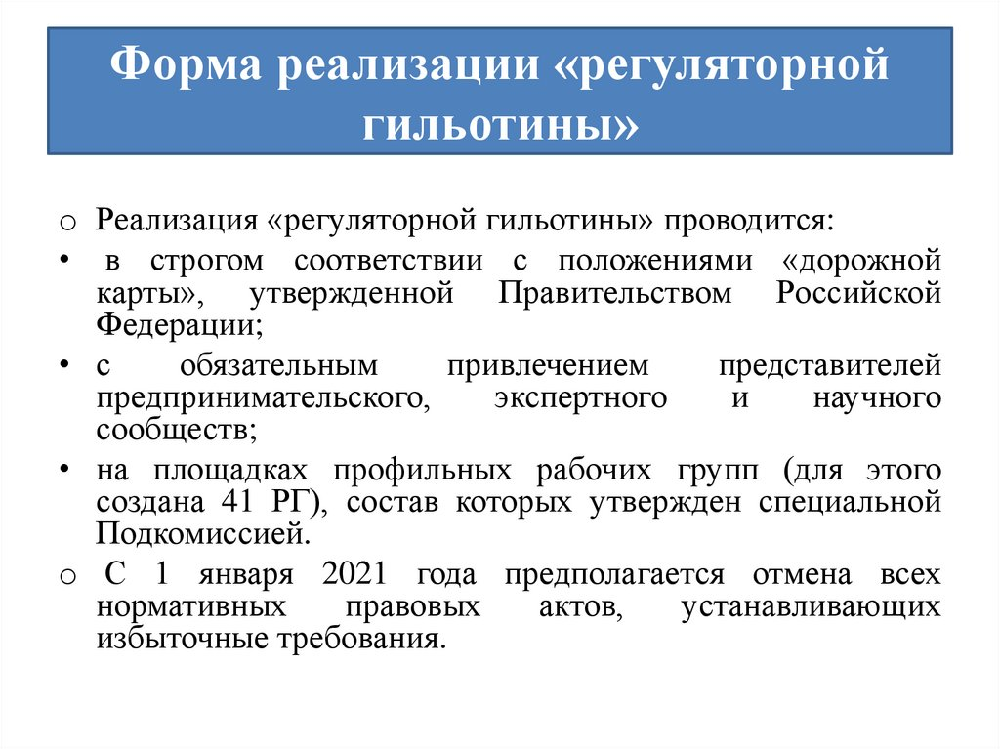 Форма реализации «регуляторной
гильотины»
o Реализация «регуляторной гильотины» проводится:
• в строгом соответствии с положениями «дорожной
карты», утвержденной Правительством Российской
Федерации;
• с обязательным привлечением представителей
предпринимательского, экспертного и научного
сообществ;
• на площадках профильных рабочих групп (для этого
создана 41 РГ), состав которых утвержден специальной
Подкомиссией.
o С 1 января 2021 года предполагается отмена всех
нормативных правовых актов, устанавливающих
избыточные требования.